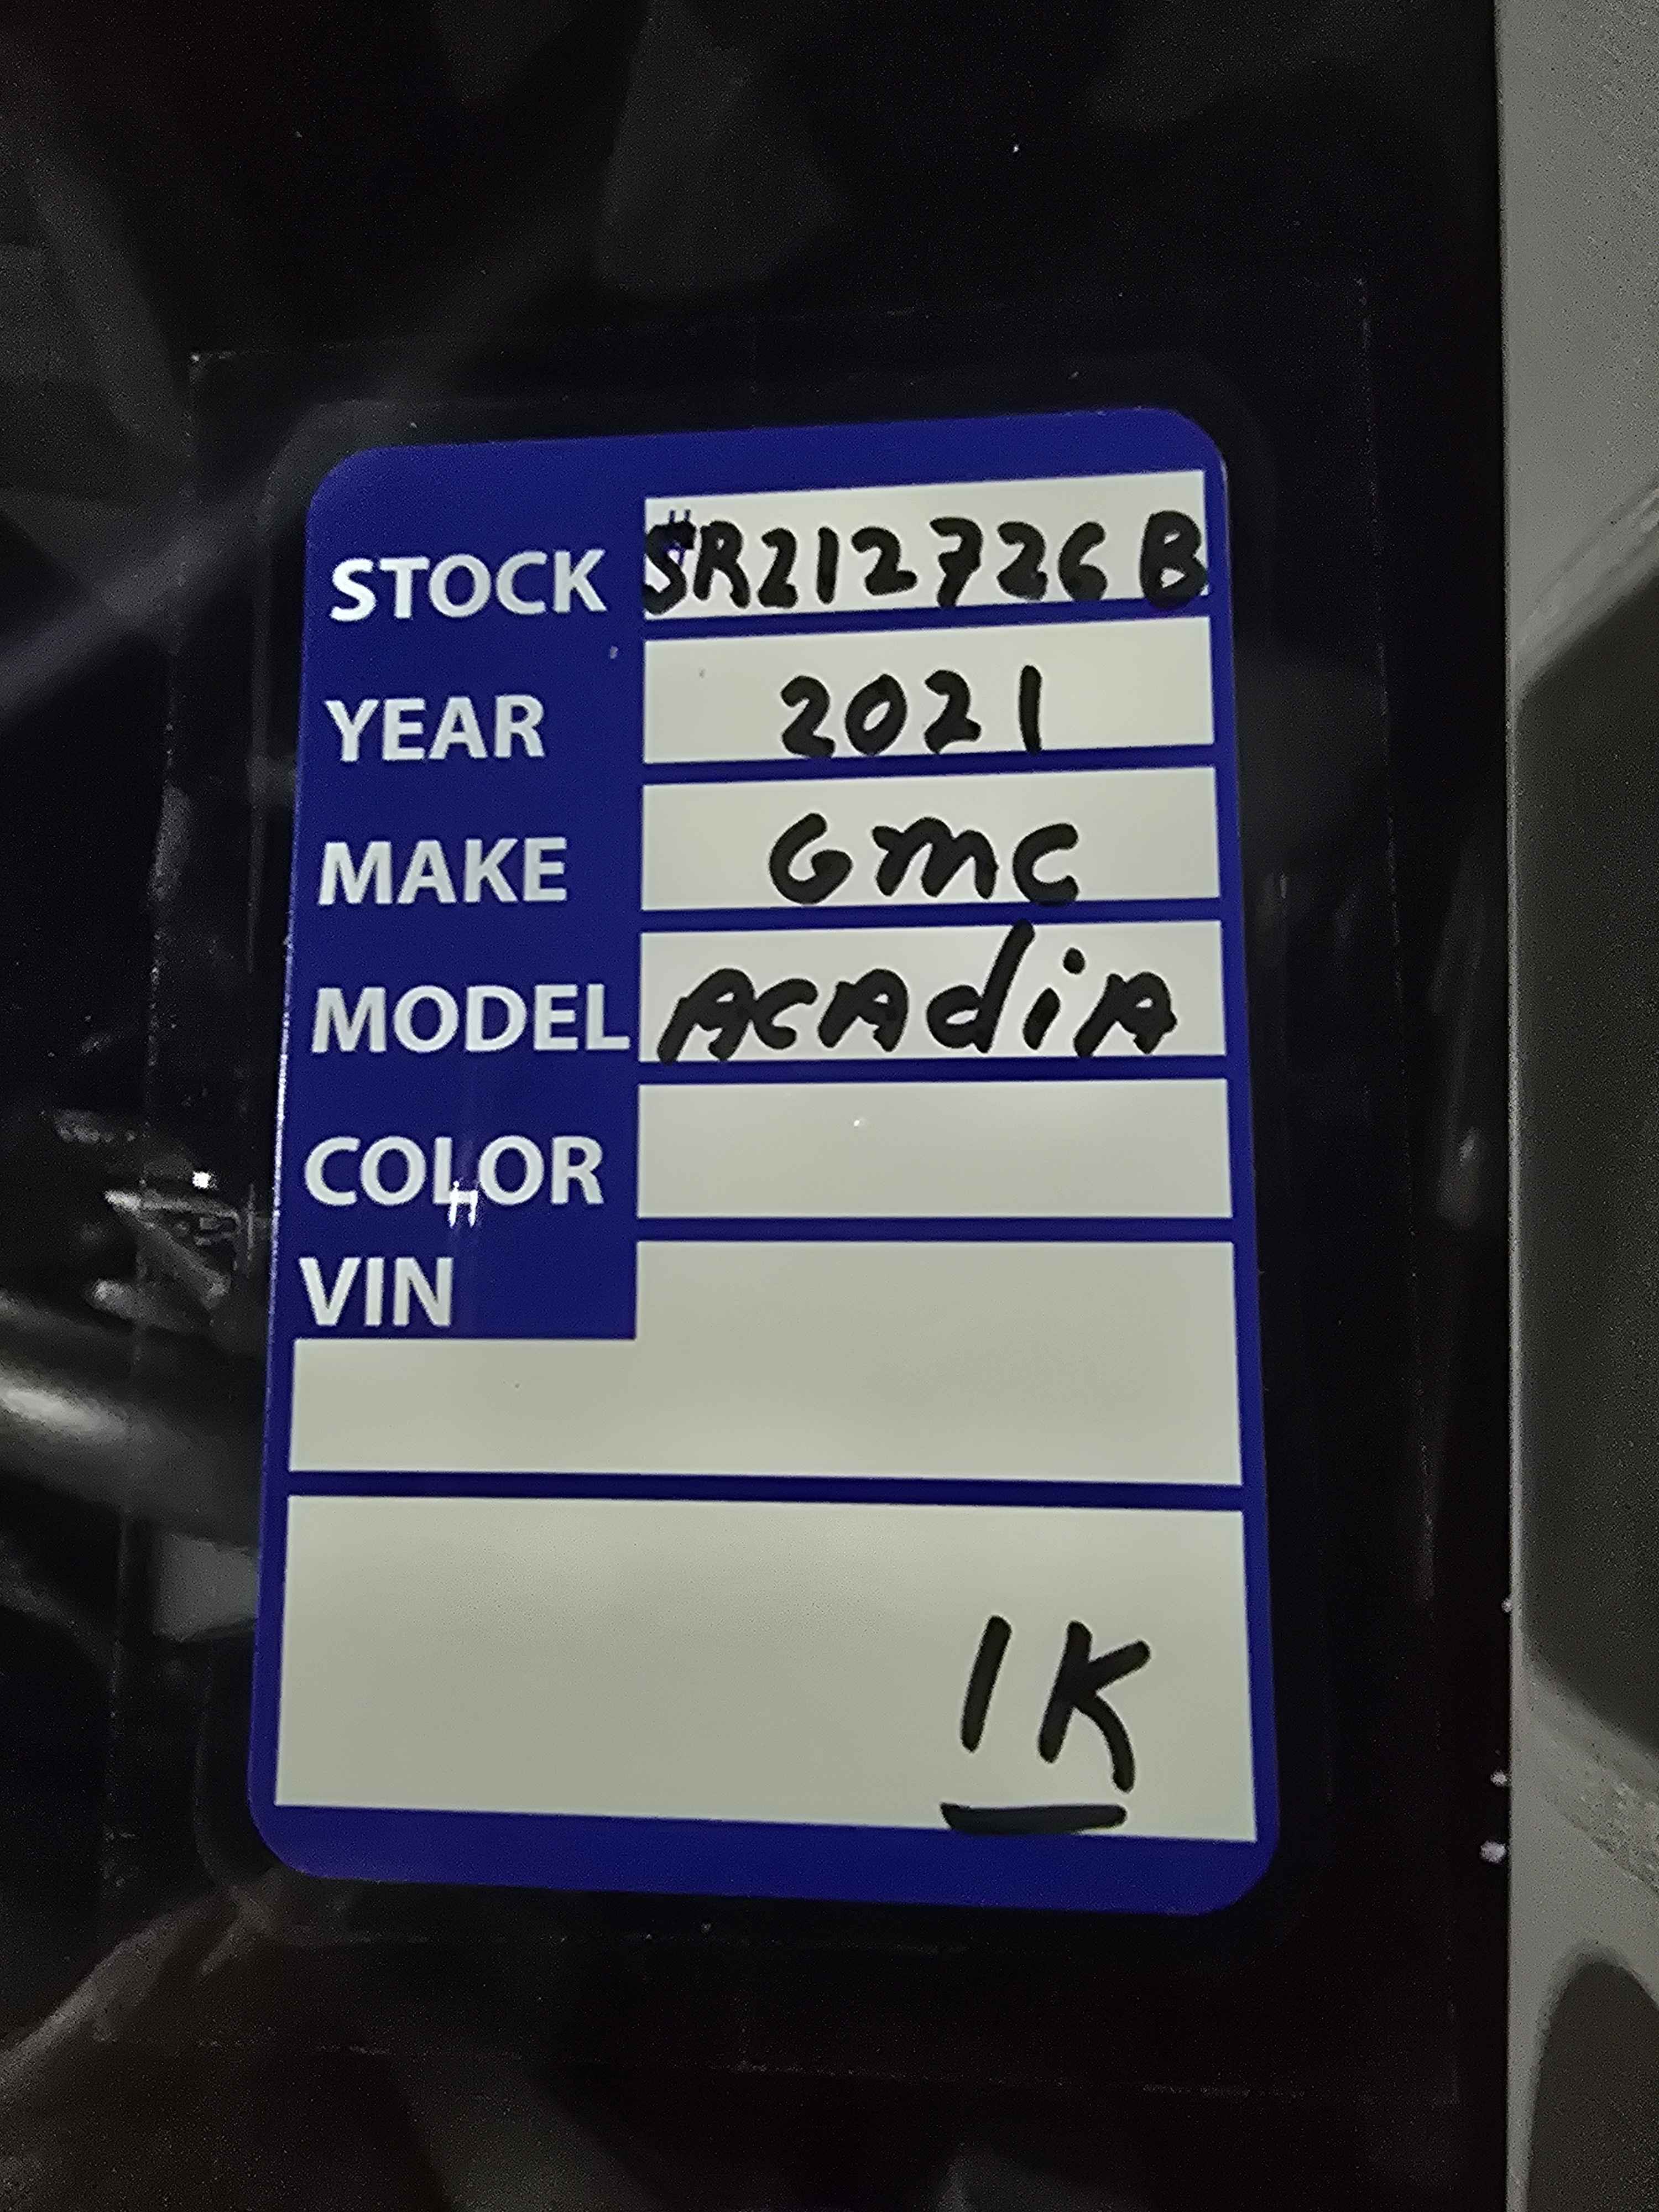 STOCK SR212726B
YEAR 2021
MAKE GMC
MODEL ACAdiA
COLOR
VIN
1K